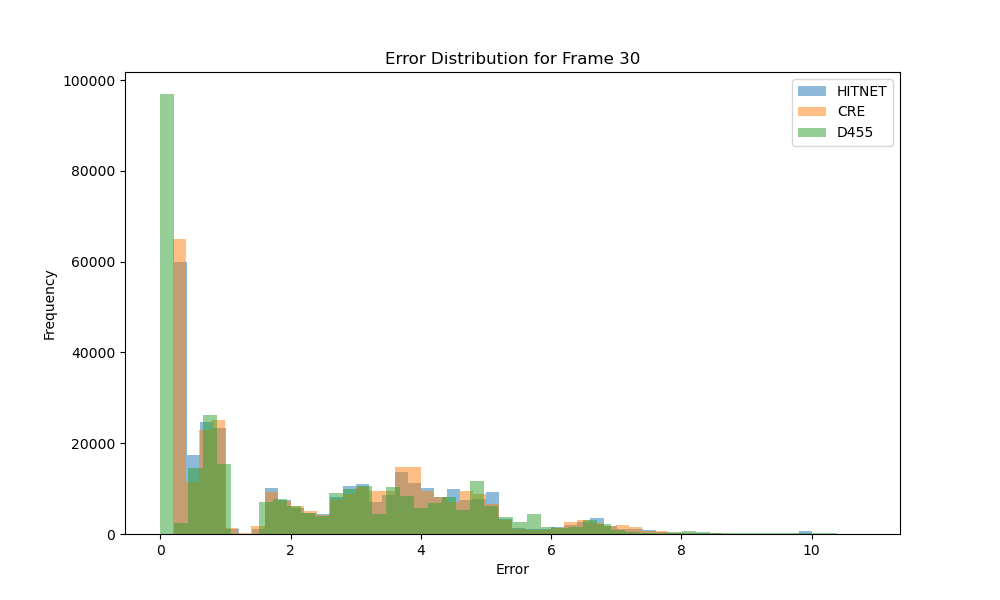 Error Distribution for Frame 30
HITNET
CRE
D455
Frequency
100000
80000
60000
40000
20000
0
0 2 4 6 8 10
Error